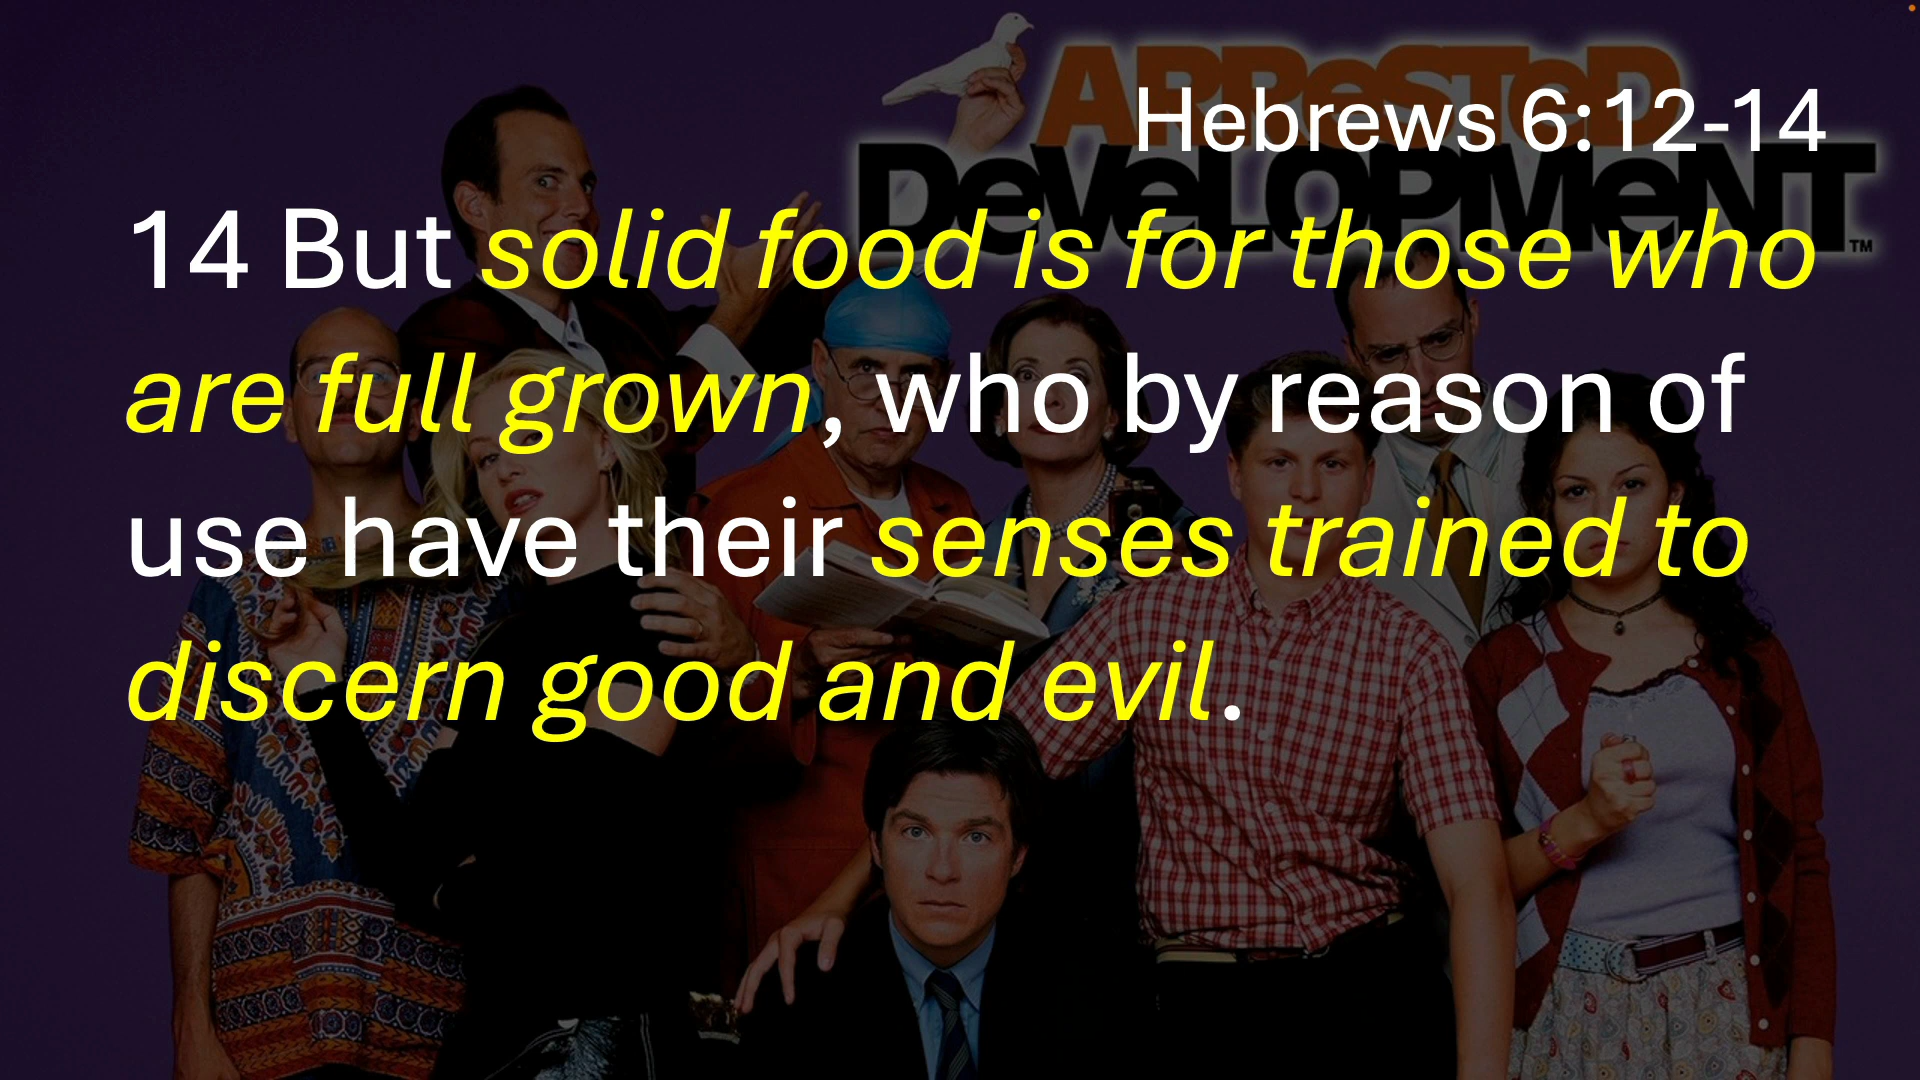 ARReSTeD
Hebrews 6:12-14
DeVeLOPMeNT™
14 But solid food is for those who
are full grown, who by reason of
use have their senses trained to
discern good and evil.